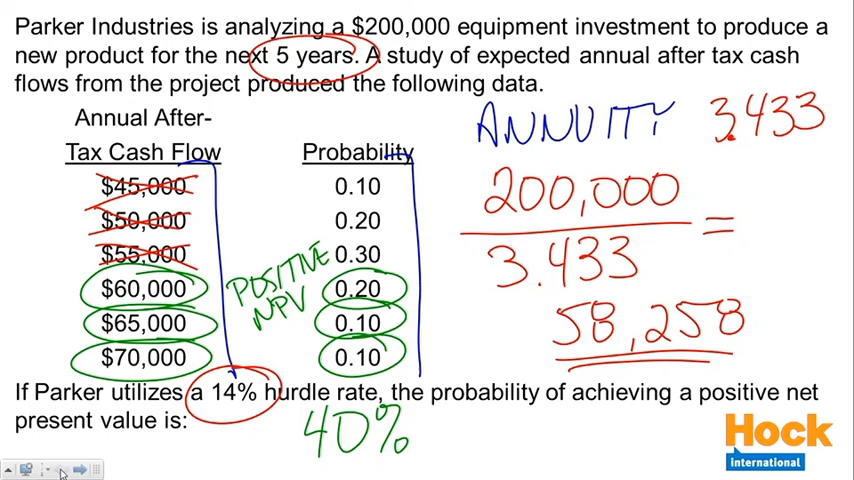 Parker Industries is analyzing a $200,000 equipment investment to produce a
new product for the next 5 years. A study of expected annual after tax cash
flows from the project produced the following data.
Annual After-
Tax Cash Flow Probability
$45,000 0.10
$50,000 0.20
$55,000 0.30
$60,000 0.20
$65,000 0.10
$70,000 0.10
POSITIVE
NPV
ANNUITY 3.433
200,000
3.433 =
58,258
If Parker utilizes a 14% hurdle rate, the probability of achieving a positive net
present value is:
40%
Hock
international